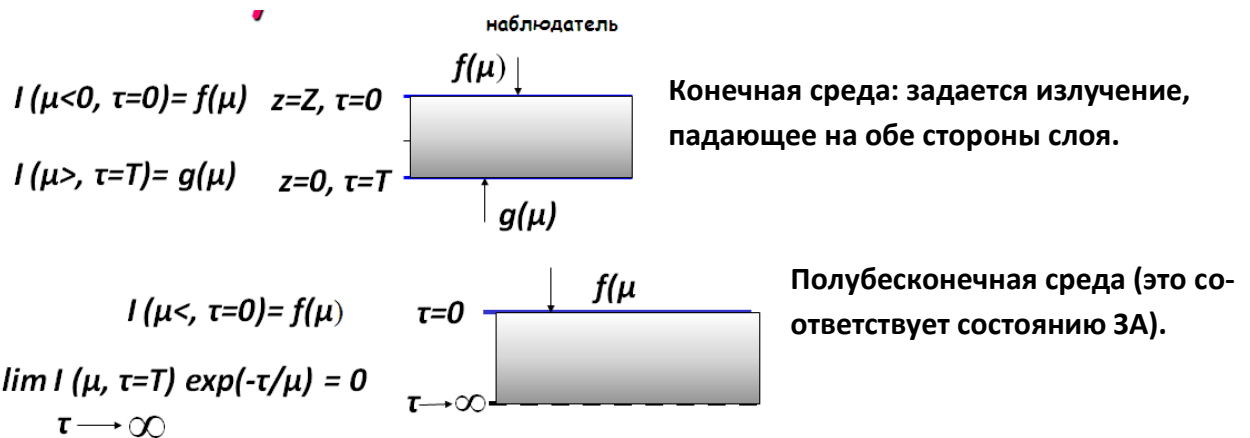 наблюдатель
f(μ)
I (μ<0, τ=0)= f(μ) z=Z, τ=0
Конечная среда: задается излучение,
падающее на обе стороны слоя.
I (μ>, τ=T)= g(μ) z=0, τ=T
g(μ)
f(μ
Полубесконечная среда (это со-
ответствует состоянию ЗА).
I (μ<, τ=0)= f(μ) τ=0
lim I (μ, τ=T) exp(-τ/μ) = 0
τ→∞
τ→∞